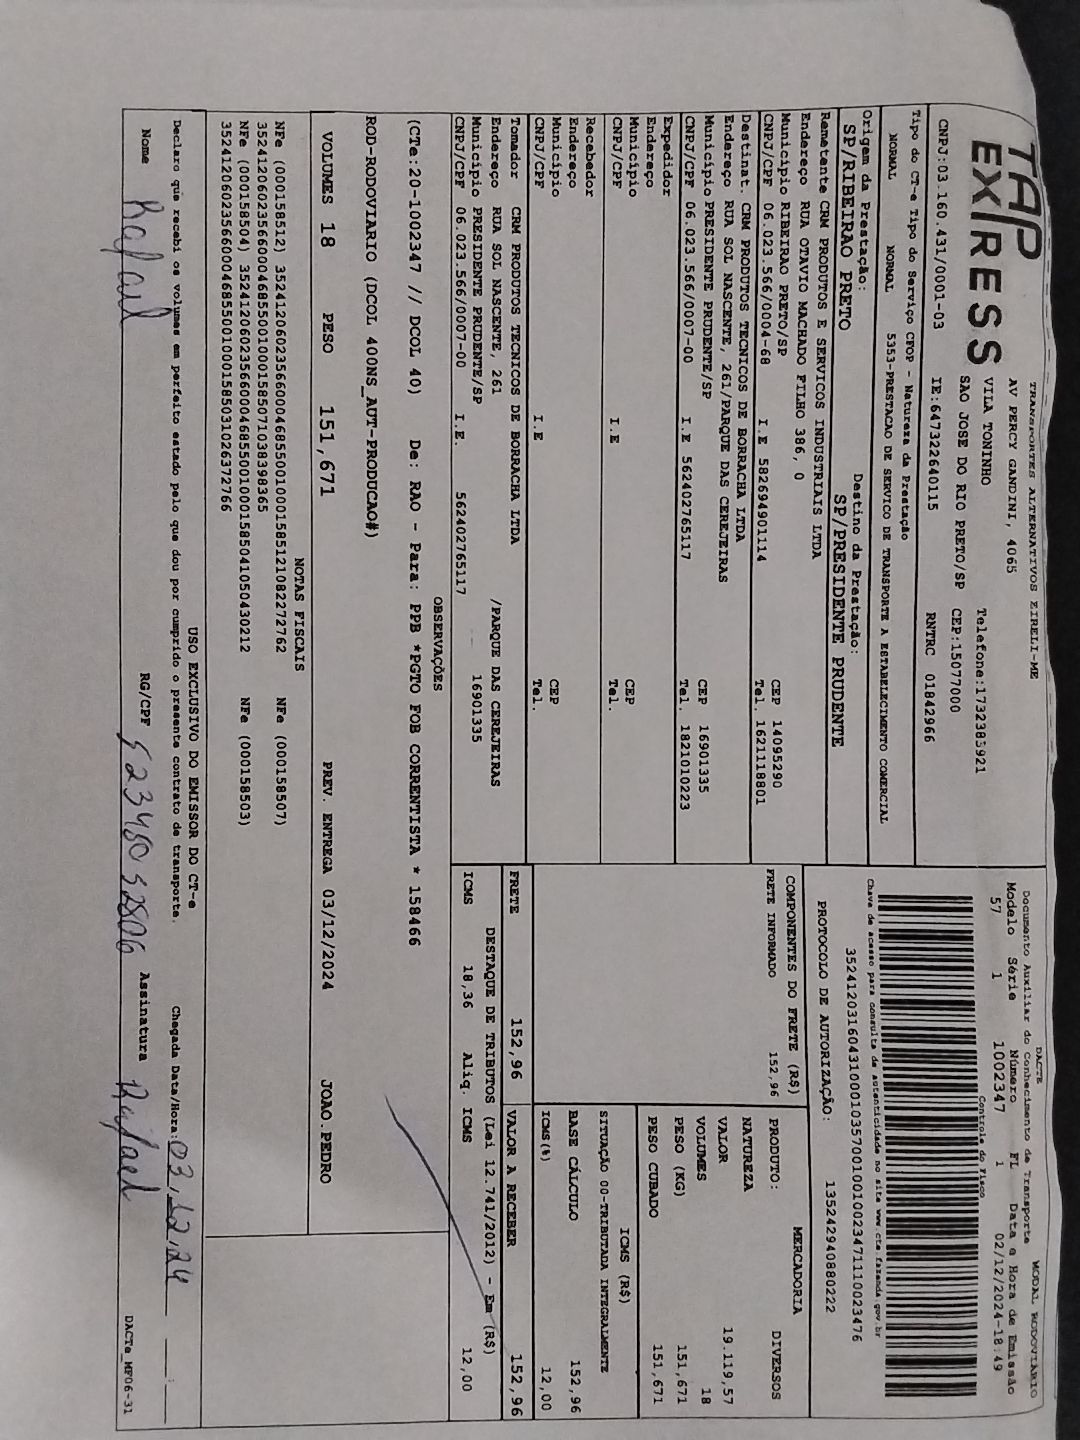 TAP EXPRESS
TRANSPORTES ALTERNATIVOS EIRELI-ME
AV PERCY GANDINI, 4065
VILA TONINHO Telefone:1732385921
SAO JOSE DO RIO PRETO/SP CEP:15077000
CNPJ:03.160.431/0001-03 IE:647322640115 RNTRC 01842966
DACTE MODAL RODOVIÁRIO
Documento Auxiliar do Conhecimento de Transporte
Modelo Série Número FL Data e Hora de Emissão
57 1 1002347 1 02/12/2024-18:49
Controle do Fisco
Chave de acesso para consulta de autenticidade no site www.cte.fazenda.gov.br
35241203160431000103570010010023471110023476
PROTOCOLO DE AUTORIZAÇÃO: 135242940880222
Tipo do CT-e Tipo do Serviço CFOP - Natureza da Prestação
NORMAL NORMAL 5353-PRESTACAO DE SERVICO DE TRANSPORTE A ESTABELECIMENTO COMERCIAL
Origem da Prestação: Destino da Prestação:
SP/RIBEIRAO PRETO SP/PRESIDENTE PRUDENTE
Remetente CRM PRODUTOS E SERVICOS INDUSTRIAIS LTDA
Endereço RUA OTAVIO MACHADO FILHO 386, 0
Município RIBEIRAO PRETO/SP CEP 14095290
CNPJ/CPF 06.023.566/0004-68 I.E 582694901114 Tel. 1621118801
Destinat. CRM PRODUTOS TECNICOS DE BORRACHA LTDA
Endereço RUA SOL NASCENTE, 261/PARQUE DAS CEREJEIRAS
Município PRESIDENTE PRUDENTE/SP CEP 16901335
CNPJ/CPF 06.023.566/0007-00 I.E 562402765117 Tel. 1821010223
Expedidor
Endereço
Município CEP
CNPJ/CPF I.E Tel.
Recebedor
Endereço
Município CEP
CNPJ/CPF I.E Tel.
Tomador CRM PRODUTOS TECNICOS DE BORRACHA LTDA
Endereço RUA SOL NASCENTE, 261 /PARQUE DAS CEREJEIRAS
Município PRESIDENTE PRUDENTE/SP 16901335
CNPJ/CPF 06.023.566/0007-00 I.E. 562402765117
COMPONENTES DO FRETE (R$)
FRETE INFORMADO 152,96
MERCADORIA
PRODUTO: DIVERSOS
NATUREZA
VALOR 19.119,57
VOLUMES 18
PESO (KG) 151,671
PESO CUBADO 151,671
ICMS (R$)
SITUAÇÃO 00-TRIBUTADA INTEGRALMENTE
BASE CÁLCULO 152,96
ICMS(%) 12,00
FRETE 152,96 VALOR A RECEBER 152,96
DESTAQUE DE TRIBUTOS (Lei 12.741/2012) - Em (R$)
ICMS 18,36 Aliq. ICMS 12,00
OBSERVAÇÕES
(CTe:20-1002347 // DCOL 40) De: RAO - Para: PPB *PGTO FOB CORRENTISTA * 158466
ROD-RODOVIARIO (DCOL 400NS_AUT-PRODUCAO#)
VOLUMES 18 PESO 151,671 PREV. ENTREGA 03/12/2024 JOAO.PEDRO
NOTAS FISCAIS
NFe (000158512) 35241206023566000468550010001585121082272762 NFe (000158507)
35241206023566000468550010001585071038398365
NFe (000158504) 35241206023566000468550010001585041050430212 NFe (000158503)
35241206023566000468550010001585031026372766
USO EXCLUSIVO DO EMISSOR DO CT-e
Declaro que recebi os volumes em perfeito estado pelo que dou por cumprido o presente contrato de transporte. Chegada Data/Hora: 03.12.24
Nome Rafael RG/CPF Assinatura Rafael
DACTe_MF06-31